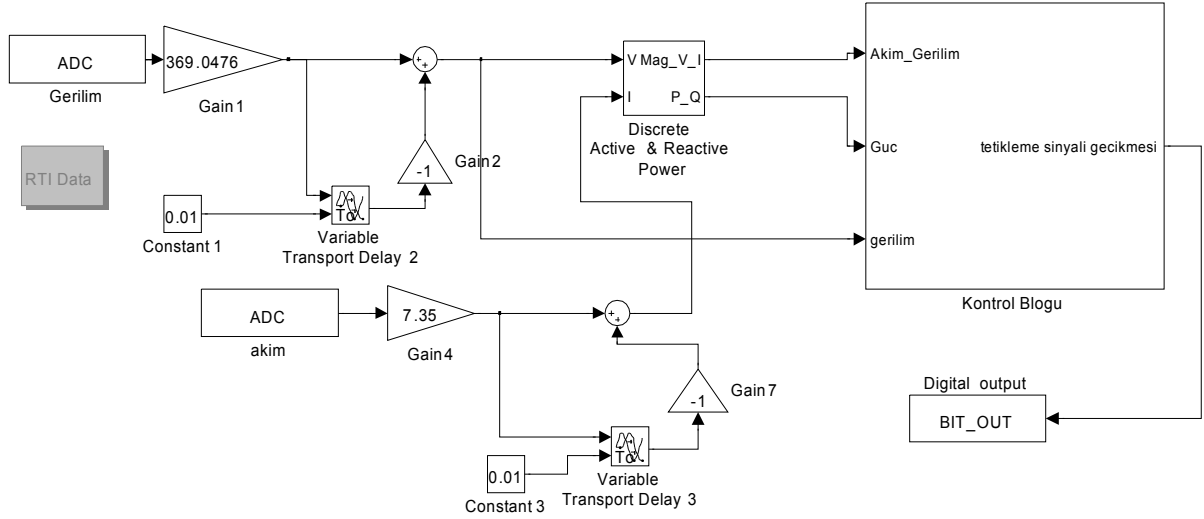 ADC
Gerilim
369.0476
Gain 1
+
+
-1
Gain 2
V
Mag_V_I
I
P_Q
Discrete
Active & Reactive
Power
Akim_Gerilim
Guc
tetikleme sinyali gecikmesi
gerilim
Kontrol Blogu
RTI Data
0.01
Constant 1
To
Variable
Transport Delay 2
ADC
akim
7.35
Gain 4
+
+
-1
Gain 7
0.01
Constant 3
To
Variable
Transport Delay 3
Digital output
BIT_OUT